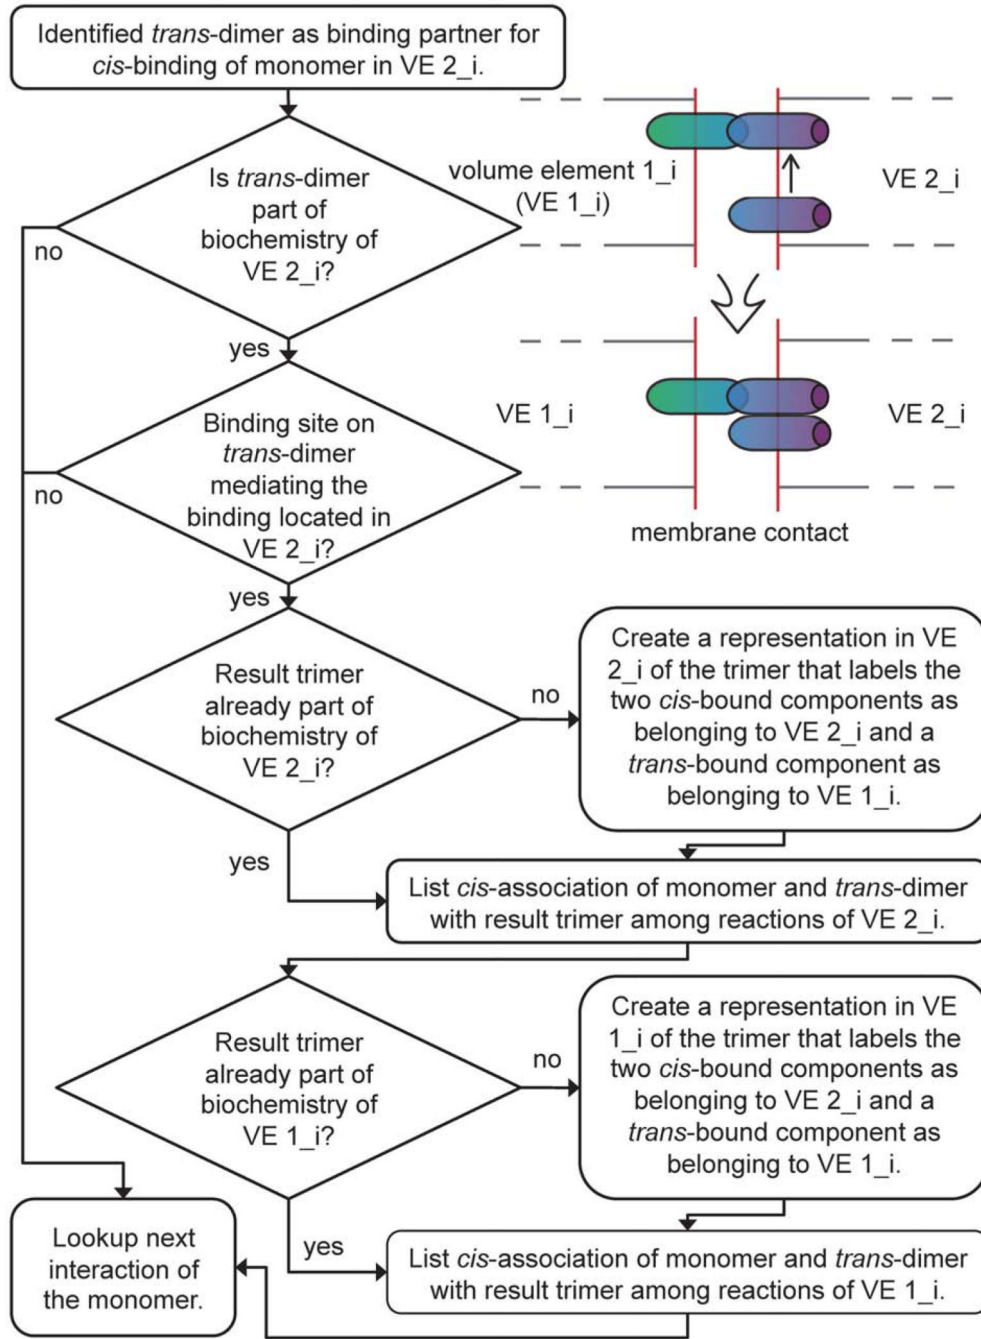 Identified trans-dimer as binding partner for
cis-binding of monomer in VE 2_i.
Is trans-dimer
part of
biochemistry of
VE 2_i?
no
yes
volume element 1_i
(VE 1_i)
VE 2_i
VE 1_i
VE 2_i
membrane contact
Binding site on
trans-dimer
mediating the
binding located in
VE 2_i?
no
yes
Result trimer
already part of
biochemistry of
VE 2_i?
no
yes
Create a representation in VE
2_i of the trimer that labels the
two cis-bound components as
belonging to VE 2_i and a
trans-bound component as
belonging to VE 1_i.
List cis-association of monomer and trans-dimer
with result trimer among reactions of VE 2_i.
Result trimer
already part of
biochemistry of
VE 1_i?
no
yes
Create a representation in VE
1_i of the trimer that labels the
two cis-bound components as
belonging to VE 2_i and a
trans-bound component as
belonging to VE 1_i.
List cis-association of monomer and trans-dimer
with result trimer among reactions of VE 1_i.
Lookup next
interaction of
the monomer.